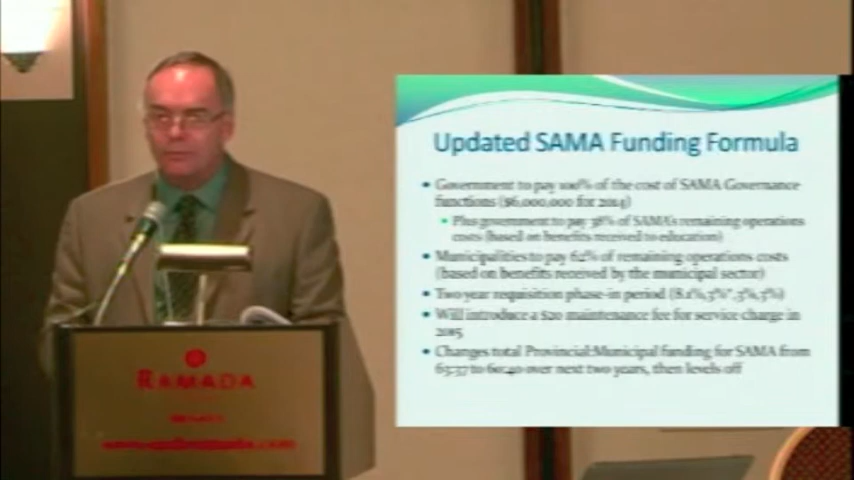 Updated SAMA Funding Formula
• Government to pay 100% of the cost of SAMA Governance
functions ($6,000,000 for 2014)
• Plus government to pay 38% of SAMA's remaining operations
costs (based on benefits received to education)
• Municipalities to pay 62% of remaining operations costs
(based on benefits received by the municipal sector)
• Two year requisition phase-in period
• Will introduce a $20 maintenance fee for service charge in
2015
• Changes total Provincial:Municipal funding for SAMA from
63:37 to 60:40 over next two years, then levels off
RAMADA